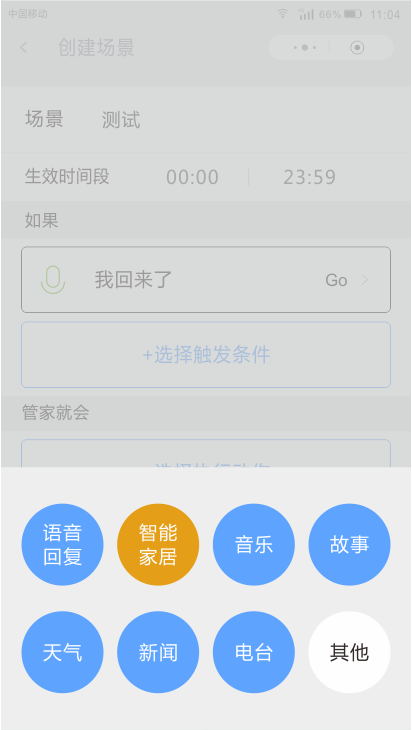 中国移动 66% 11:04
创建场景
场景 测试
生效时间段 00:00 23:59
如果
我回来了 Go
+选择触发条件
管家就会
语音
回复
智能
家居
音乐
故事
天气
新闻
电台
其他